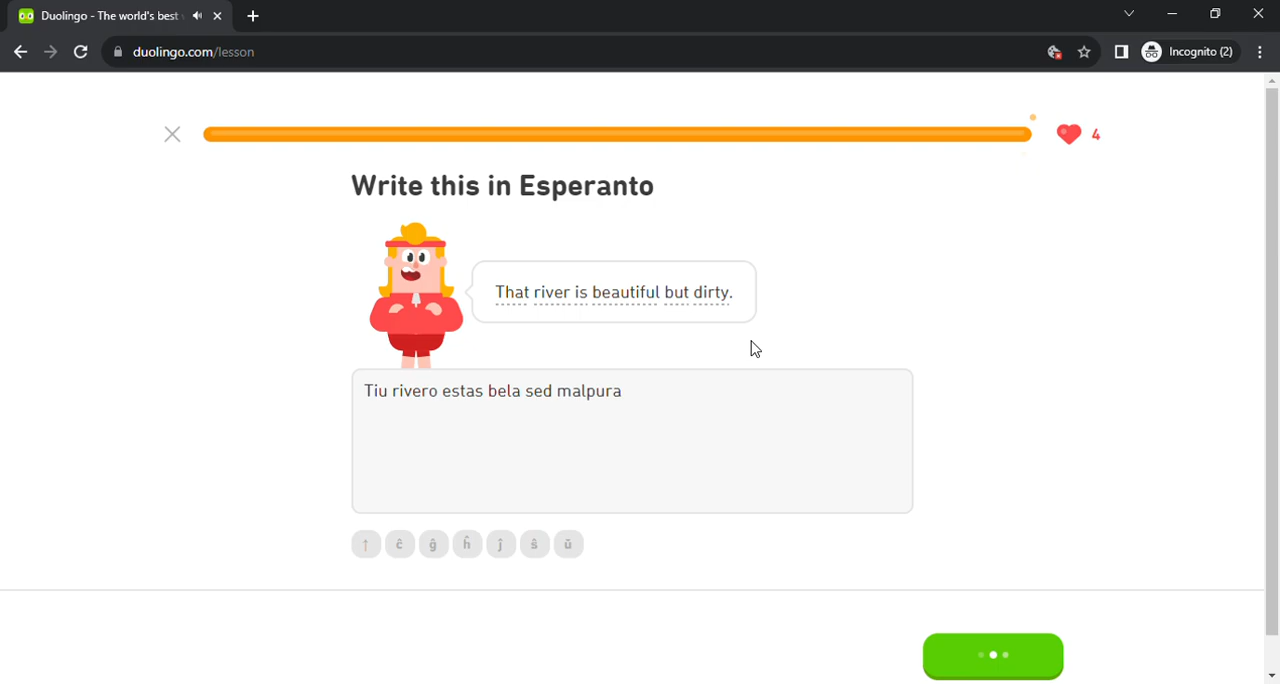 Duolingo - The world's best
duolingo.com/lesson
Incognito (2)
4
Write this in Esperanto
That river is beautiful but dirty.
Tiu rivero estas bela sed malpura
↑ ĉ ĝ ĥ ĵ ŝ ŭ